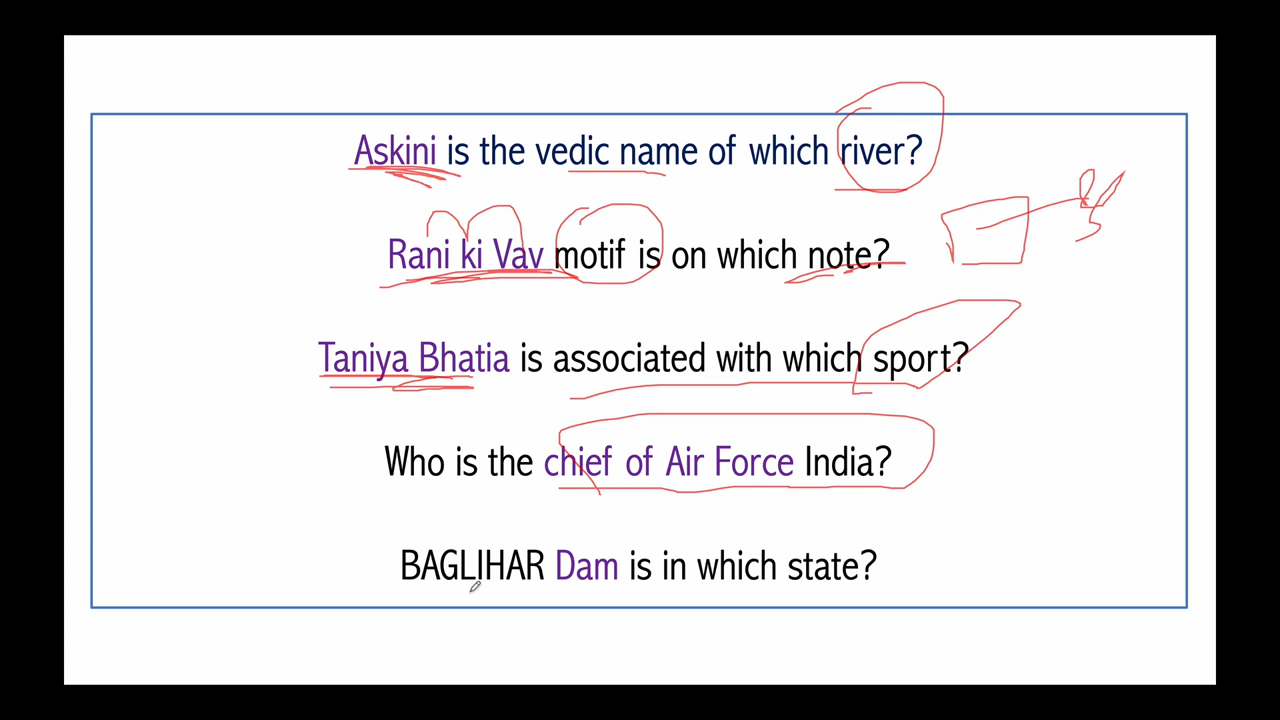 Askini is the vedic name of which river?
Rani ki Vav motif is on which note?
Taniya Bhatia is associated with which sport?
Who is the chief of Air Force India?
BAGLIHAR Dam is in which state?